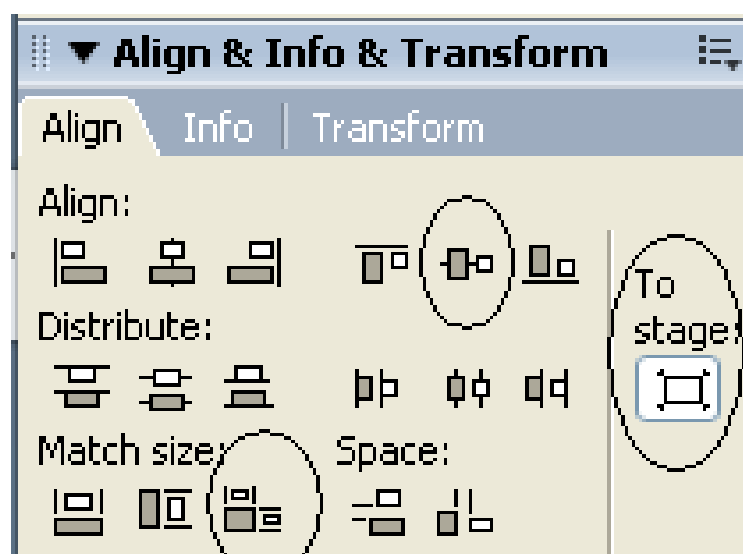 Align & Info & Transform
Align Info Transform
Align:
To
stage:
Distribute:
Match size:
Space: